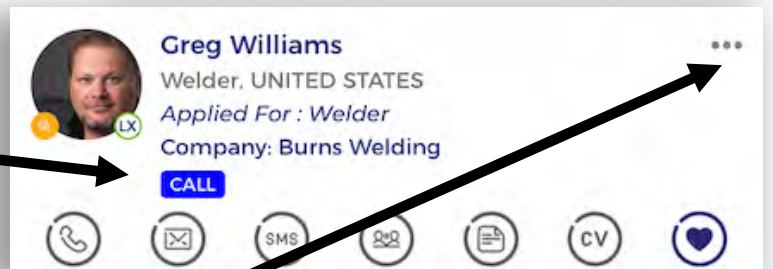 Greg Williams
Welder, UNITED STATES
Applied For : Welder
LX
Company: Burns Welding
CALL
SMS
CV